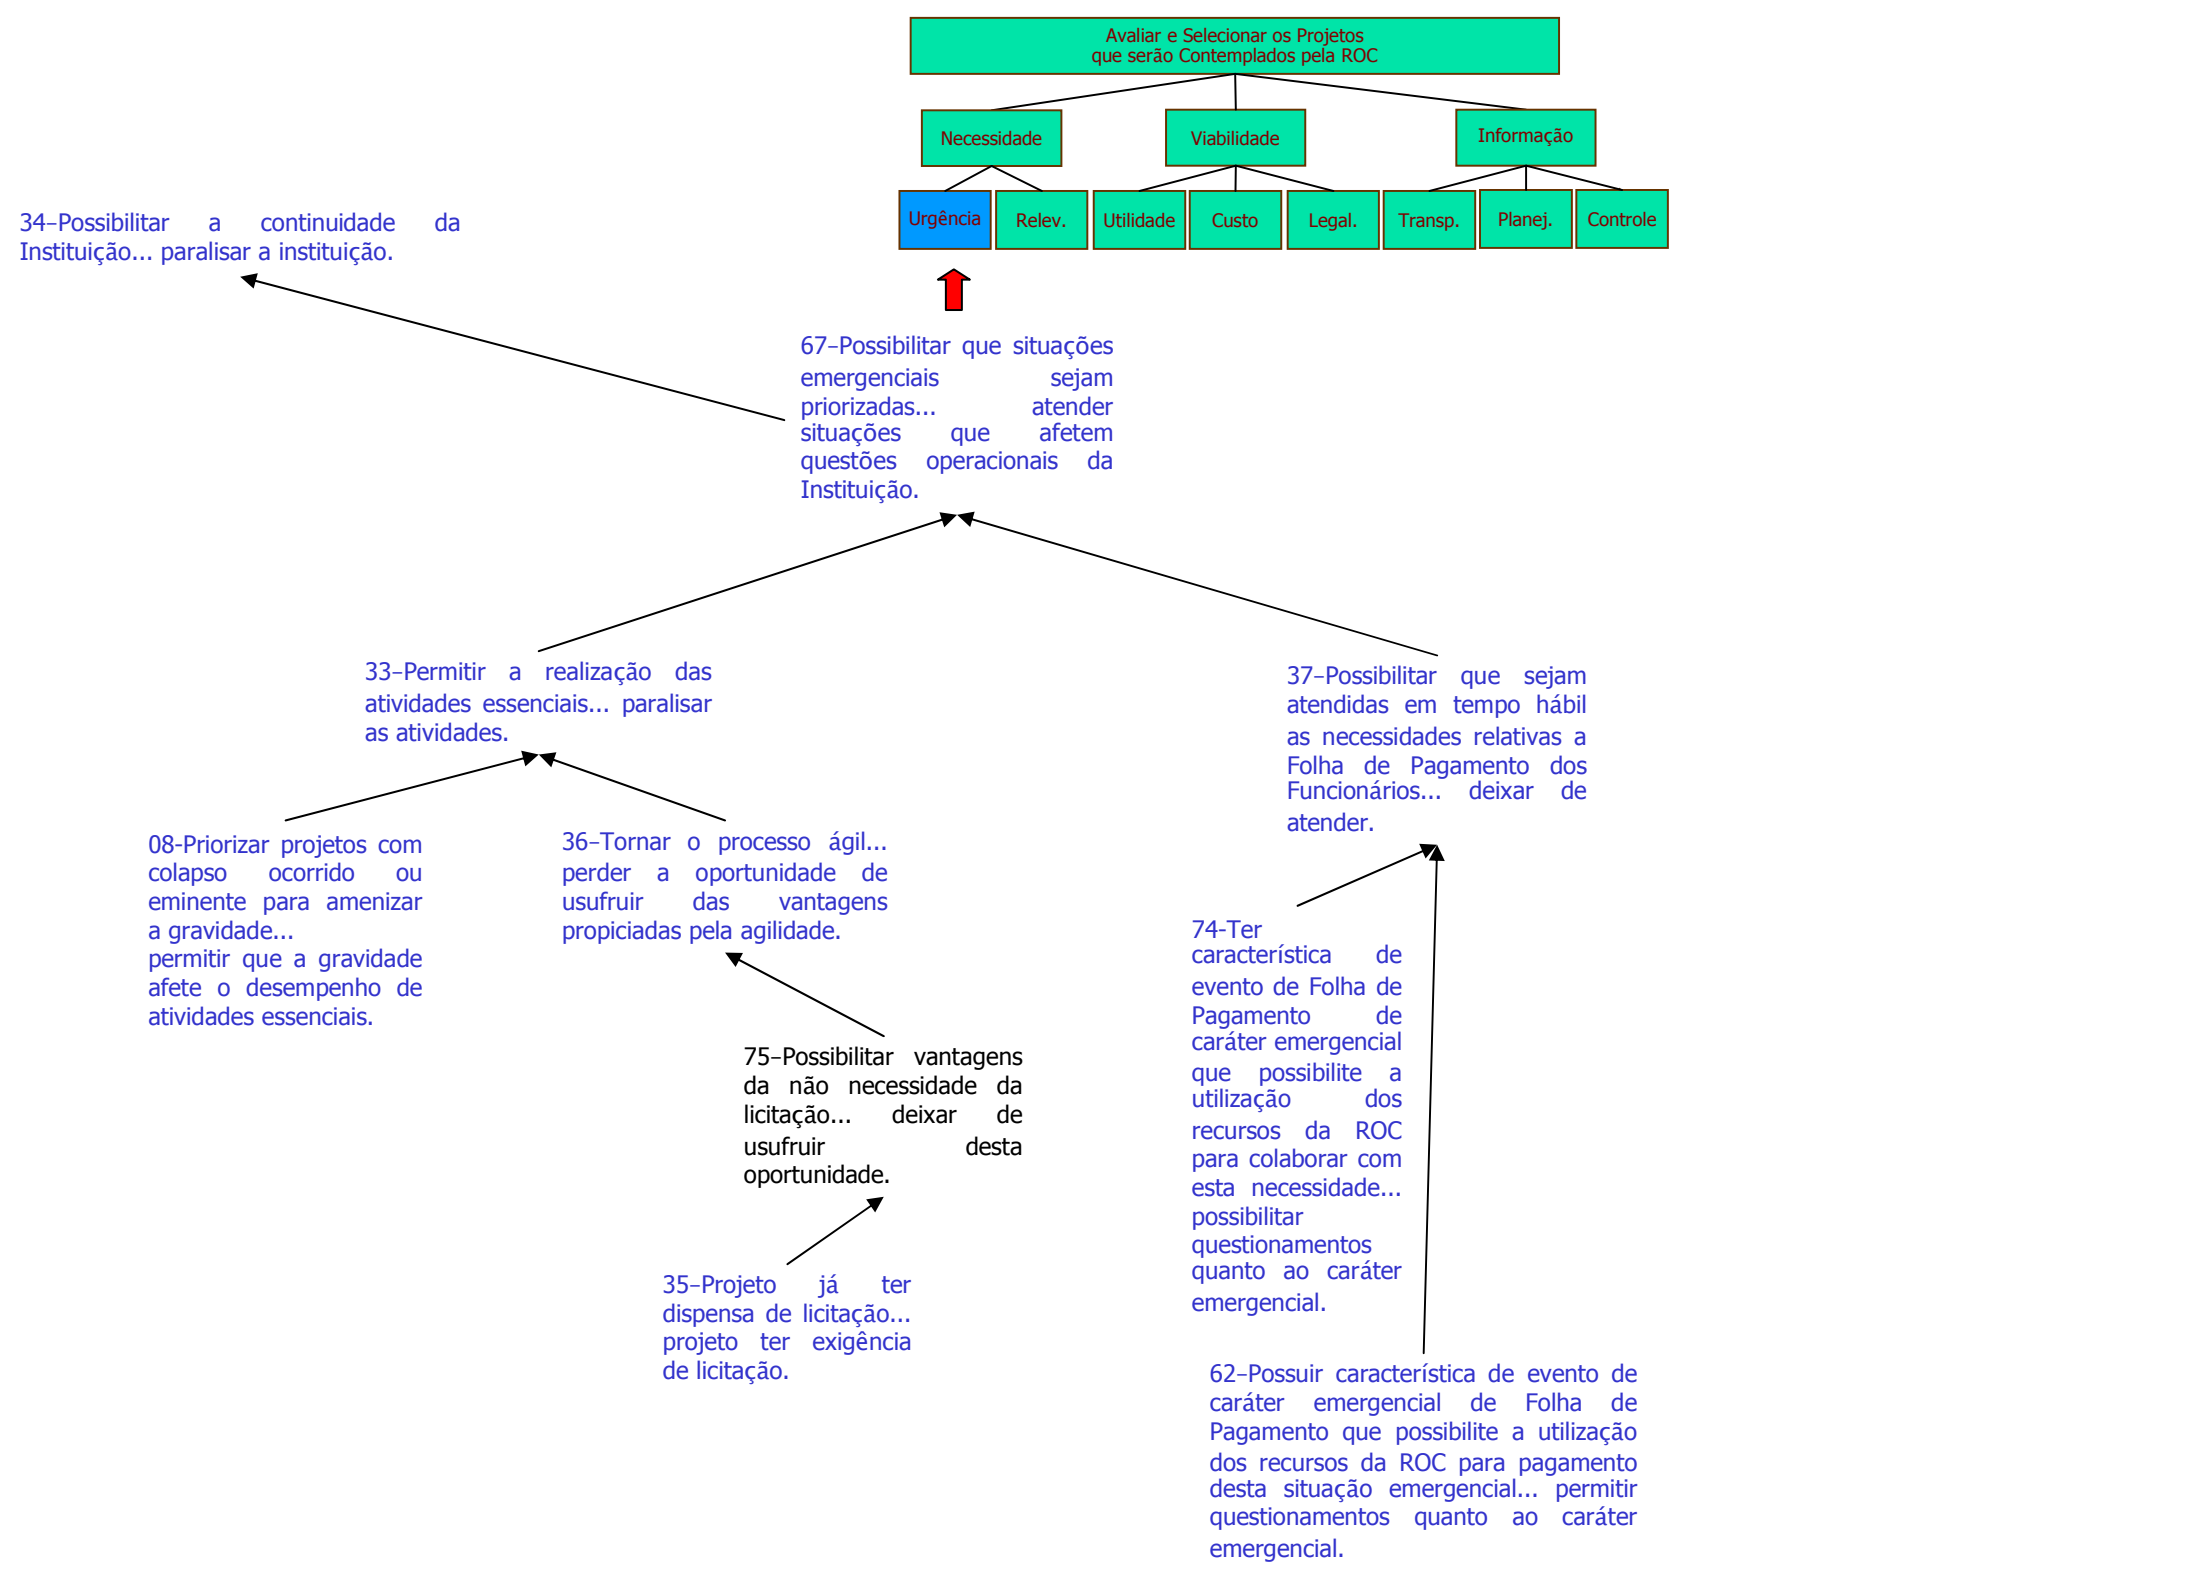 Avaliar e Selecionar os Projetos
que serão Contemplados pela ROC
Necessidade
Viabilidade
Informação
Urgência
Relev.
Utilidade
Custo
Legal.
Transp.
Planej.
Controle
34–Possibilitar a continuidade da
Instituição... paralisar a instituição.
67–Possibilitar que situações
emergenciais sejam
priorizadas... atender
situações que afetem
questões operacionais da
Instituição.
33–Permitir a realização das
atividades essenciais... paralisar
as atividades.
37–Possibilitar que sejam
atendidas em tempo hábil
as necessidades relativas a
Folha de Pagamento dos
Funcionários... deixar de
atender.
08-Priorizar projetos com
colapso ocorrido ou
eminente para amenizar
a gravidade...
permitir que a gravidade
afete o desempenho de
atividades essenciais.
36–Tornar o processo ágil...
perder a oportunidade de
usufruir das vantagens
propiciadas pela agilidade.
74-Ter
característica de
evento de Folha de
Pagamento de
caráter emergencial
que possibilite a
utilização dos
recursos da ROC
para colaborar com
esta necessidade...
possibilitar
questionamentos
quanto ao caráter
emergencial.
75–Possibilitar vantagens
da não necessidade da
licitação... deixar de
usufruir desta
oportunidade.
35–Projeto já ter
dispensa de licitação...
projeto ter exigência
de licitação.
62–Possuir característica de evento de
caráter emergencial de Folha de
Pagamento que possibilite a utilização
dos recursos da ROC para pagamento
desta situação emergencial... permitir
questionamentos quanto ao caráter
emergencial.